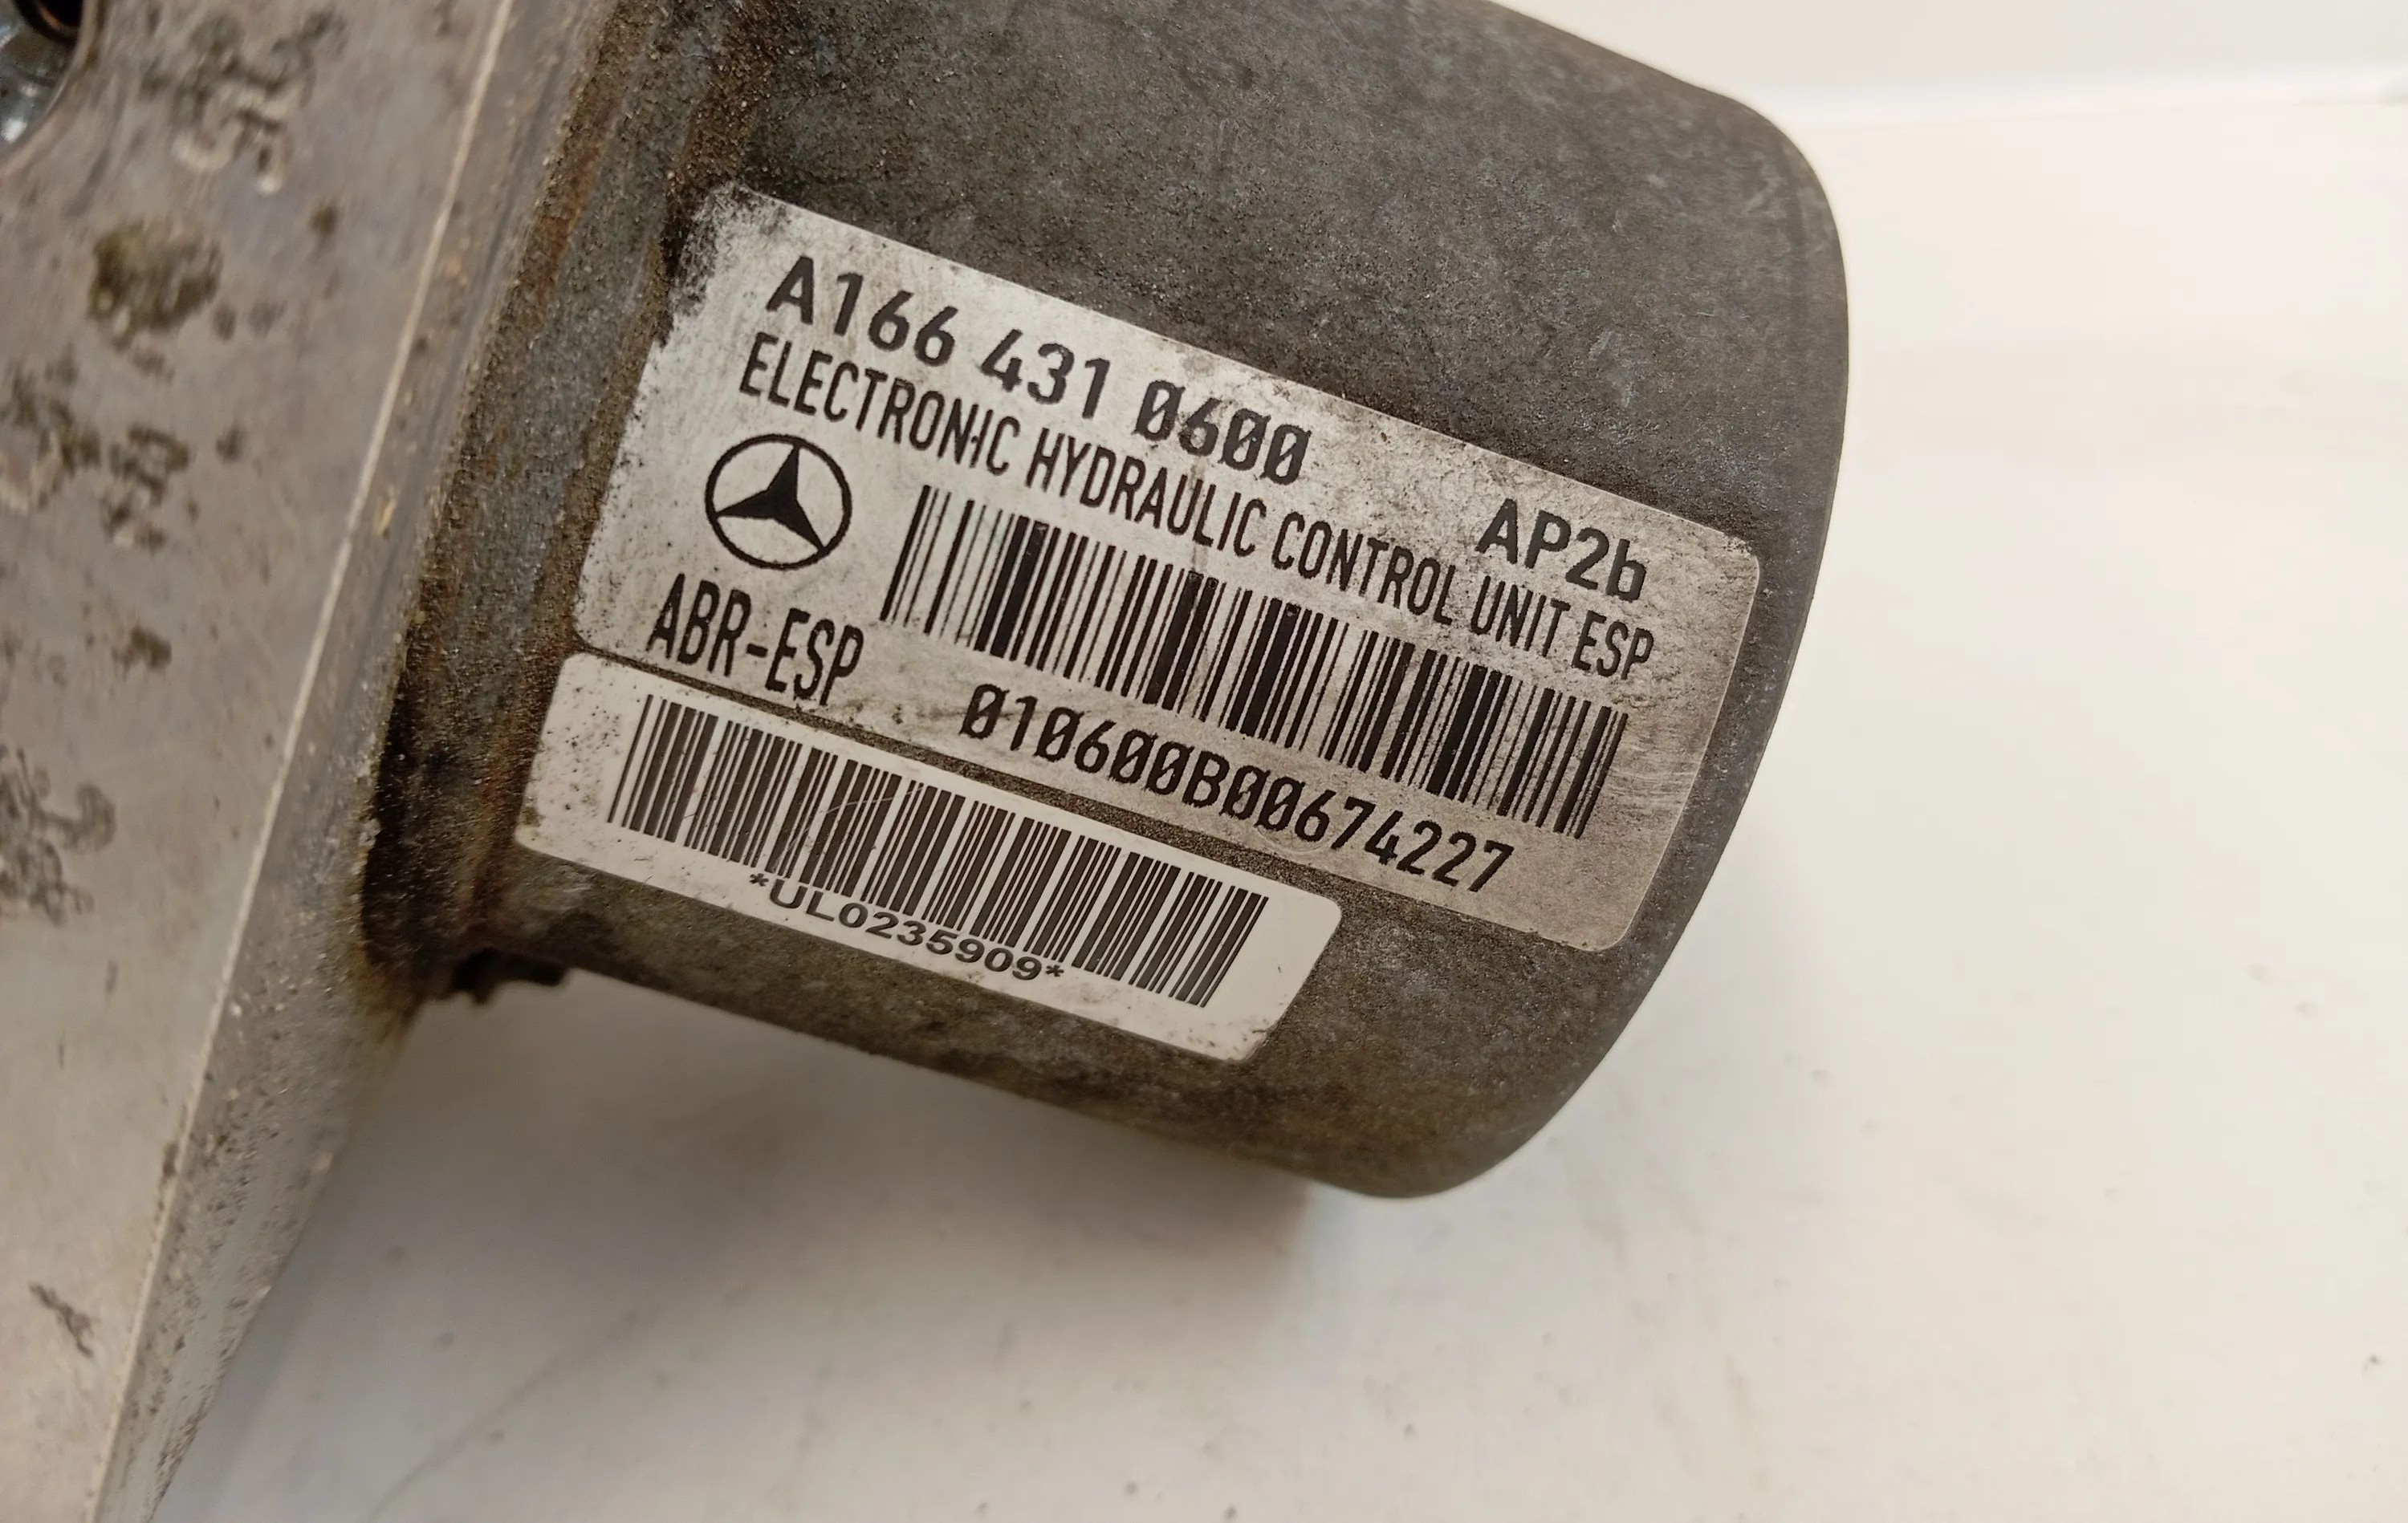 A166 431 0600
AP2b
ELECTRONIC HYDRAULIC CONTROL UNIT ESP
ABR-ESP
010600B00674227
*UL0235909*